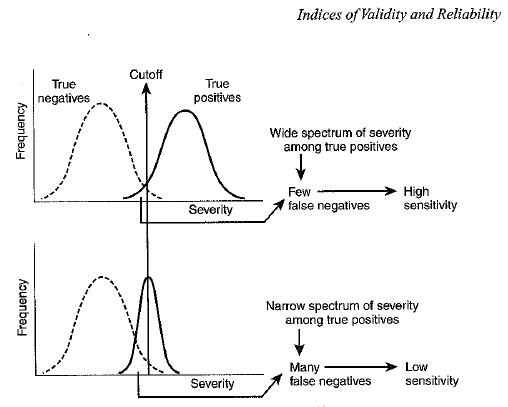 Indices of Validity and Reliability
Cutoff
True
negatives
True
positives
Frequency
Wide spectrum of severity
among true positives
Few
false negatives
High
sensitivity
Severity
Frequency
Narrow spectrum of severity
among true positives
Many
false negatives
Low
sensitivity
Severity